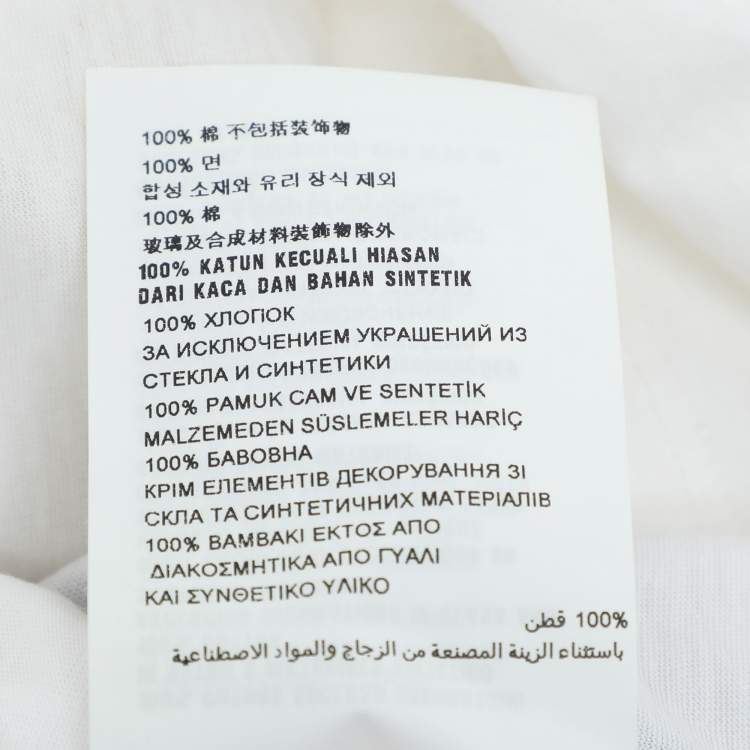 100% 棉 不包括裝饰物
100% 면
합성 소재와 유리 장식 제외
100% 棉
玻璃及合成材料裝飾物除外
100% KATUN KECUALI HIASAN
DARI KACA DAN BAHAN SINTETIK
100% ХЛОПОК
ЗА ИСКЛЮЧЕНИЕМ УКРАШЕНИЙ ИЗ
СТЕКЛА И СИНТЕТИКИ
100% PAMUK CAM VE SENTETİK
MALZEMEDEN SÜSLEMELER HARİÇ
100% БАВОВНА
КРІМ ЕЛЕМЕНТІВ ДЕКОРУВАННЯ ЗІ
СКЛА ТА СИНТЕТИЧНИХ МАТЕРІАЛІВ
100% ΒΑΜΒΑΚΙ ΕΚΤΟΣ ΑΠΟ
ΔΙΑΚΟΣΜΗΤΙΚΑ ΑΠΟ ΓΥΑΛΙ
ΚΑΙ ΣΥΝΘΕΤΙΚΟ ΥΛΙΚΟ
100% قطن
باستثناء الزينة المصنعة من الزجاج والمواد الاصطناعية